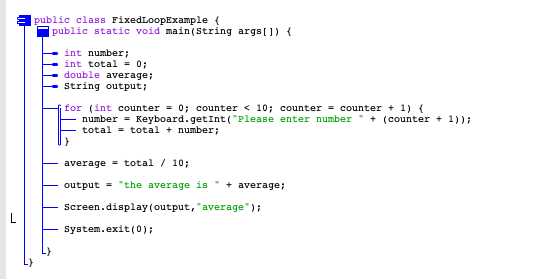 public class FixedLoopExample {
public static void main(String args[]) {
int number;
int total = 0;
double average;
String output;
for (int counter = 0; counter < 10; counter = counter + 1) {
number = Keyboard.getInt("Please enter number " + (counter + 1));
total = total + number;
}
average = total / 10;
output = "the average is " + average;
Screen.display(output,"average");
System.exit(0);
}
}